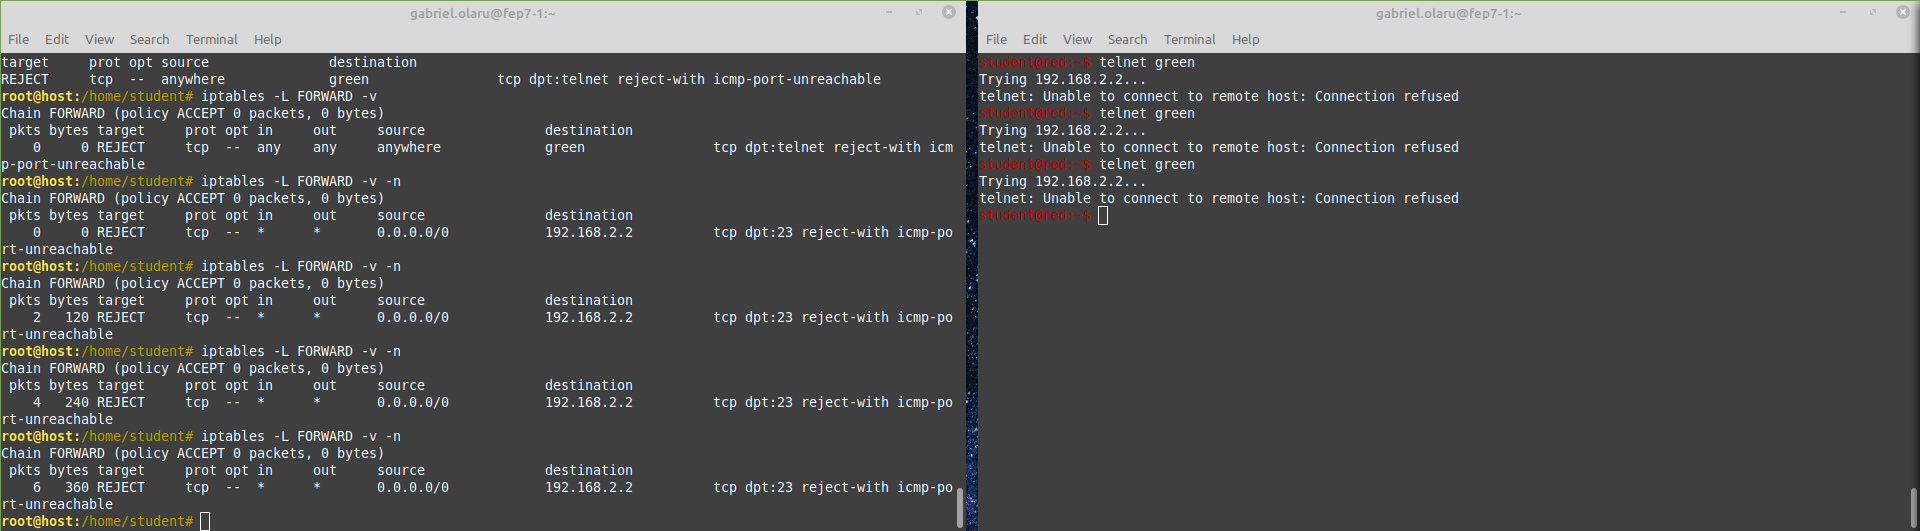 gabriel.olaru@fep7-1:~
File Edit View Search Terminal Help
target     prot opt source               destination
REJECT     tcp  --  anywhere             green                tcp dpt:telnet reject-with icmp-port-unreachable
root@host:/home/student# iptables -L FORWARD -v
Chain FORWARD (policy ACCEPT 0 packets, 0 bytes)
 pkts bytes target     prot opt in     out     source               destination
    0     0 REJECT     tcp  --  any    any     anywhere             green                tcp dpt:telnet reject-with icm
p-port-unreachable
root@host:/home/student# iptables -L FORWARD -v -n
Chain FORWARD (policy ACCEPT 0 packets, 0 bytes)
 pkts bytes target     prot opt in     out     source               destination
    0     0 REJECT     tcp  --  *      *       0.0.0.0/0            192.168.2.2          tcp dpt:23 reject-with icmp-po
rt-unreachable
root@host:/home/student# iptables -L FORWARD -v -n
Chain FORWARD (policy ACCEPT 0 packets, 0 bytes)
 pkts bytes target     prot opt in     out     source               destination
    2   120 REJECT     tcp  --  *      *       0.0.0.0/0            192.168.2.2          tcp dpt:23 reject-with icmp-po
rt-unreachable
root@host:/home/student# iptables -L FORWARD -v -n
Chain FORWARD (policy ACCEPT 0 packets, 0 bytes)
 pkts bytes target     prot opt in     out     source               destination
    4   240 REJECT     tcp  --  *      *       0.0.0.0/0            192.168.2.2          tcp dpt:23 reject-with icmp-po
rt-unreachable
root@host:/home/student# iptables -L FORWARD -v -n
Chain FORWARD (policy ACCEPT 0 packets, 0 bytes)
 pkts bytes target     prot opt in     out     source               destination
    6   360 REJECT     tcp  --  *      *       0.0.0.0/0            192.168.2.2          tcp dpt:23 reject-with icmp-po
rt-unreachable
root@host:/home/student#
gabriel.olaru@fep7-1:~
File Edit View Search Terminal Help
student@red:~$ telnet green
Trying 192.168.2.2...
telnet: Unable to connect to remote host: Connection refused
student@red:~$ telnet green
Trying 192.168.2.2...
telnet: Unable to connect to remote host: Connection refused
student@red:~$ telnet green
Trying 192.168.2.2...
telnet: Unable to connect to remote host: Connection refused
student@red:~$